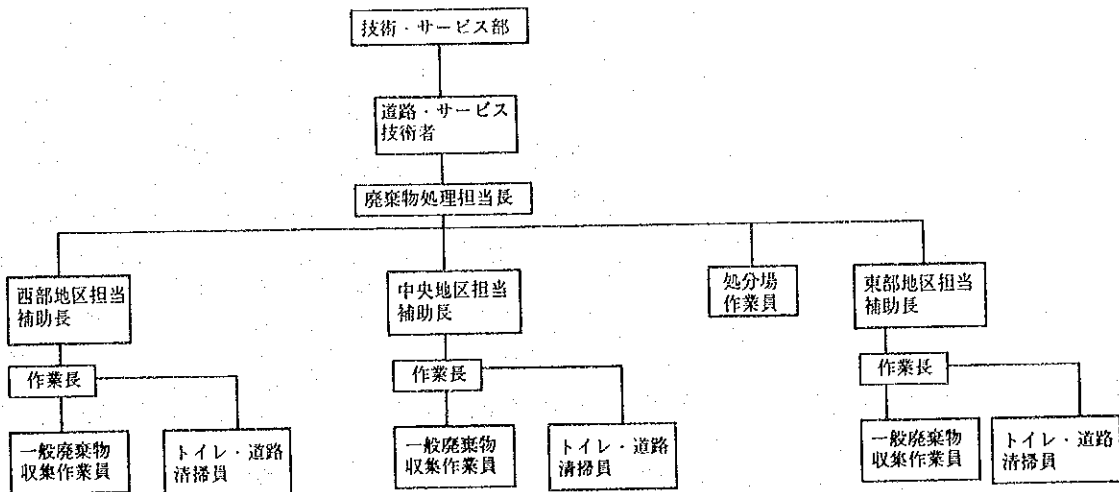 技術・サービス部
道路・サービス
技術者
廃棄物処理担当長
西部地区担当
補助長
中央地区担当
補助長
処分場
作業員
東部地区担当
補助長
作業長
作業長
作業長
一般廃棄物
収集作業員
トイレ・道路
清掃員
一般廃棄物
収集作業員
トイレ・道路
清掃員
一般廃棄物
収集作業員
トイレ・道路
清掃員